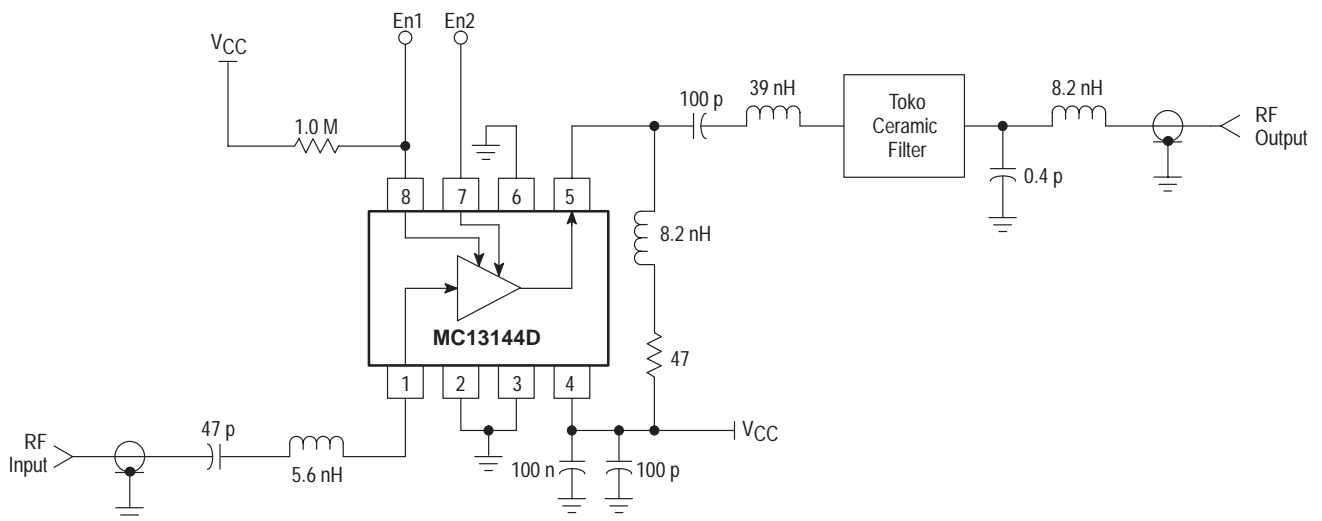 En1
En2
VCC
1.0 M
100 p
39 nH
Toko
Ceramic
Filter
8.2 nH
RF
Output
0.4 p
8
7
6
5
8.2 nH
MC13144D
47
1
2
3
4
VCC
RF
Input
47 p
5.6 nH
100 n
100 p